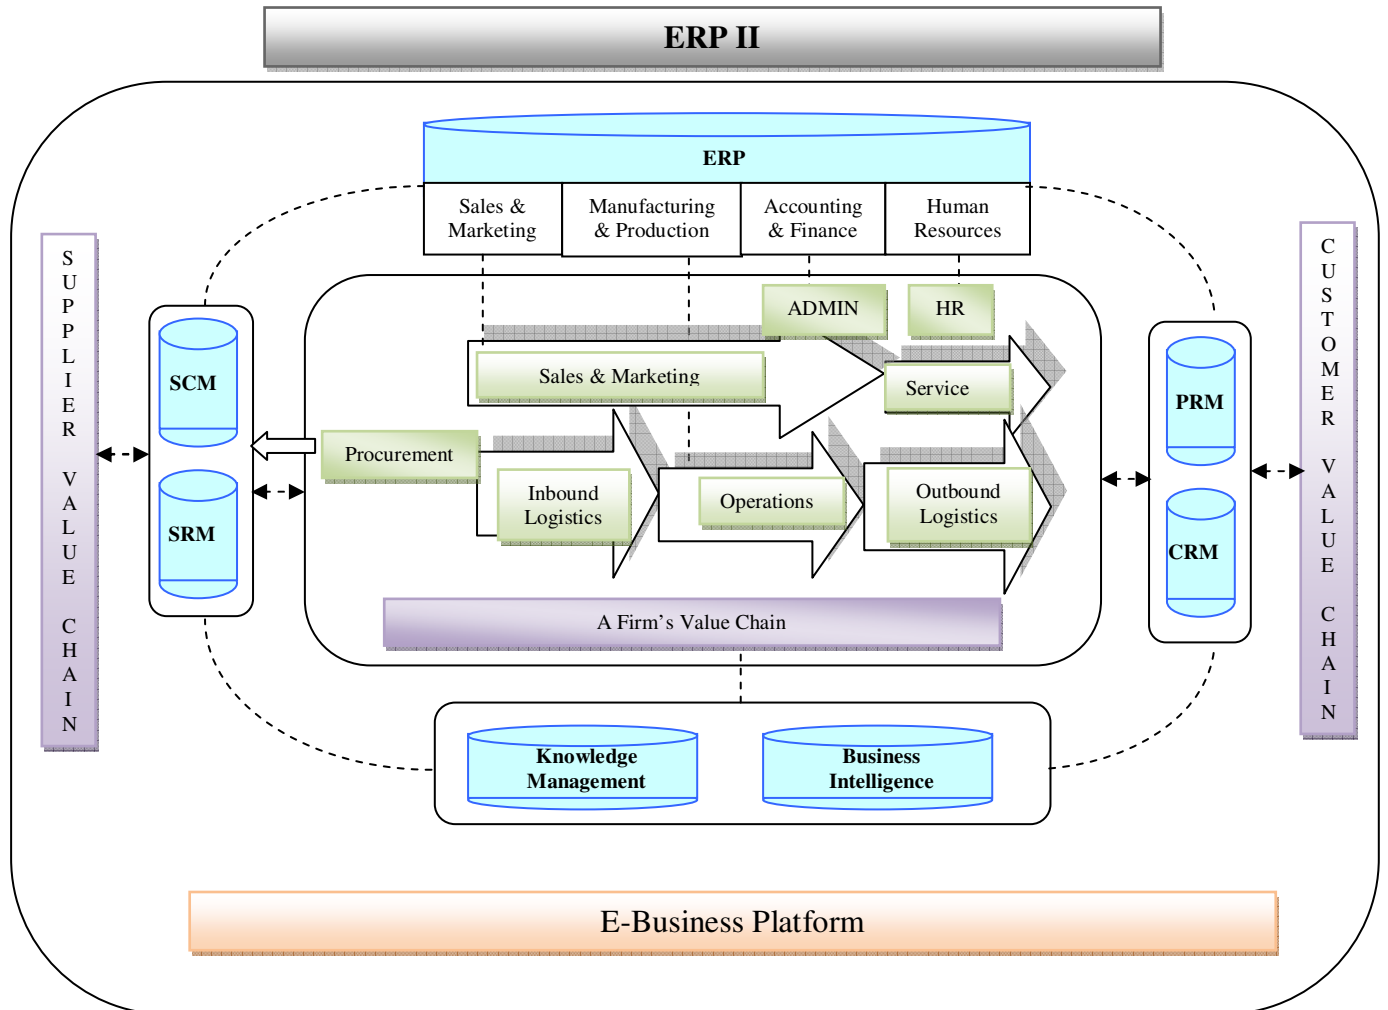 ERP II
ERP
Sales &
Marketing
Manufacturing
& Production
Accounting
& Finance
Human
Resources
SUPPLIER VALUE CHAIN
SCM
SRM
ADMIN
HR
Sales & Marketing
Service
Procurement
Inbound
Logistics
Operations
Outbound
Logistics
A Firm’s Value Chain
PRM
CRM
CUSTOMER VALUE CHAIN
Knowledge
Management
Business
Intelligence
E-Business Platform